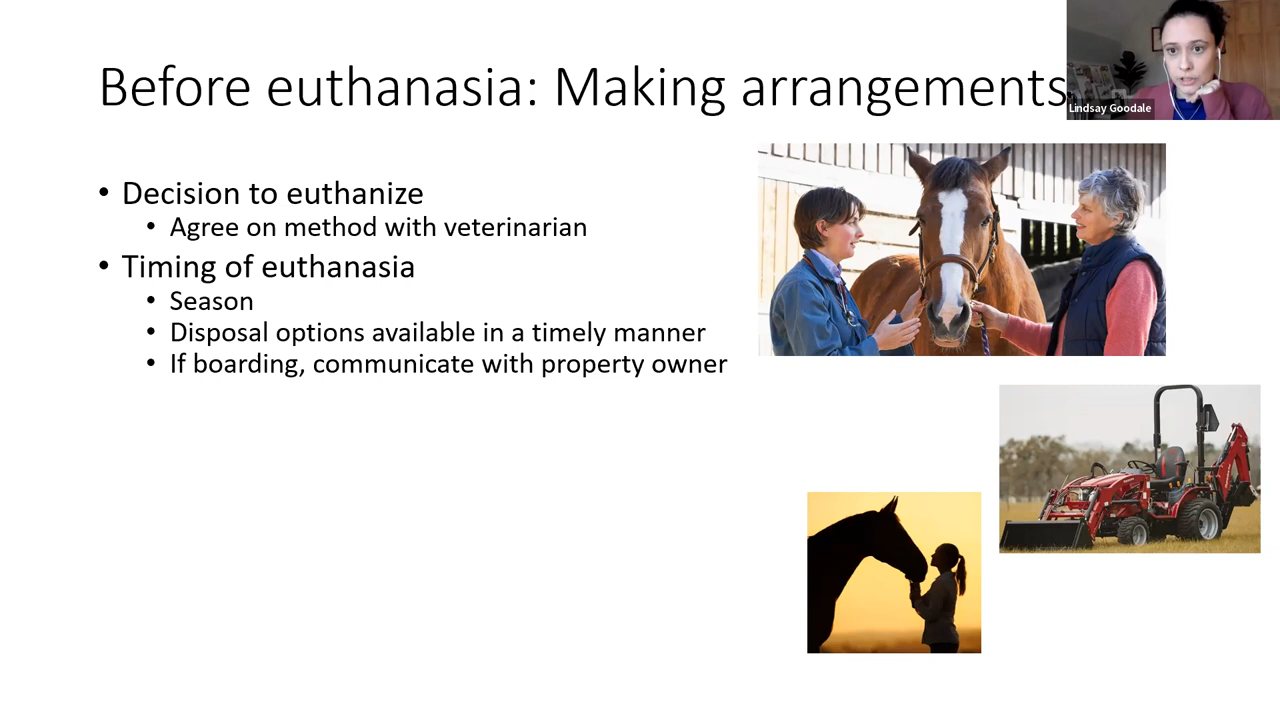 Before euthanasia: Making arrangements
Lindsay Goodale
• Decision to euthanize
• Agree on method with veterinarian
• Timing of euthanasia
• Season
• Disposal options available in a timely manner
• If boarding, communicate with property owner